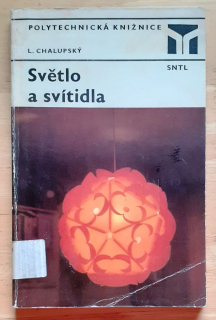 POLYTECHNICKÁ KNIŽNICE
L. CHALUPSKÝ
SNTL
Světlo
a svítidla